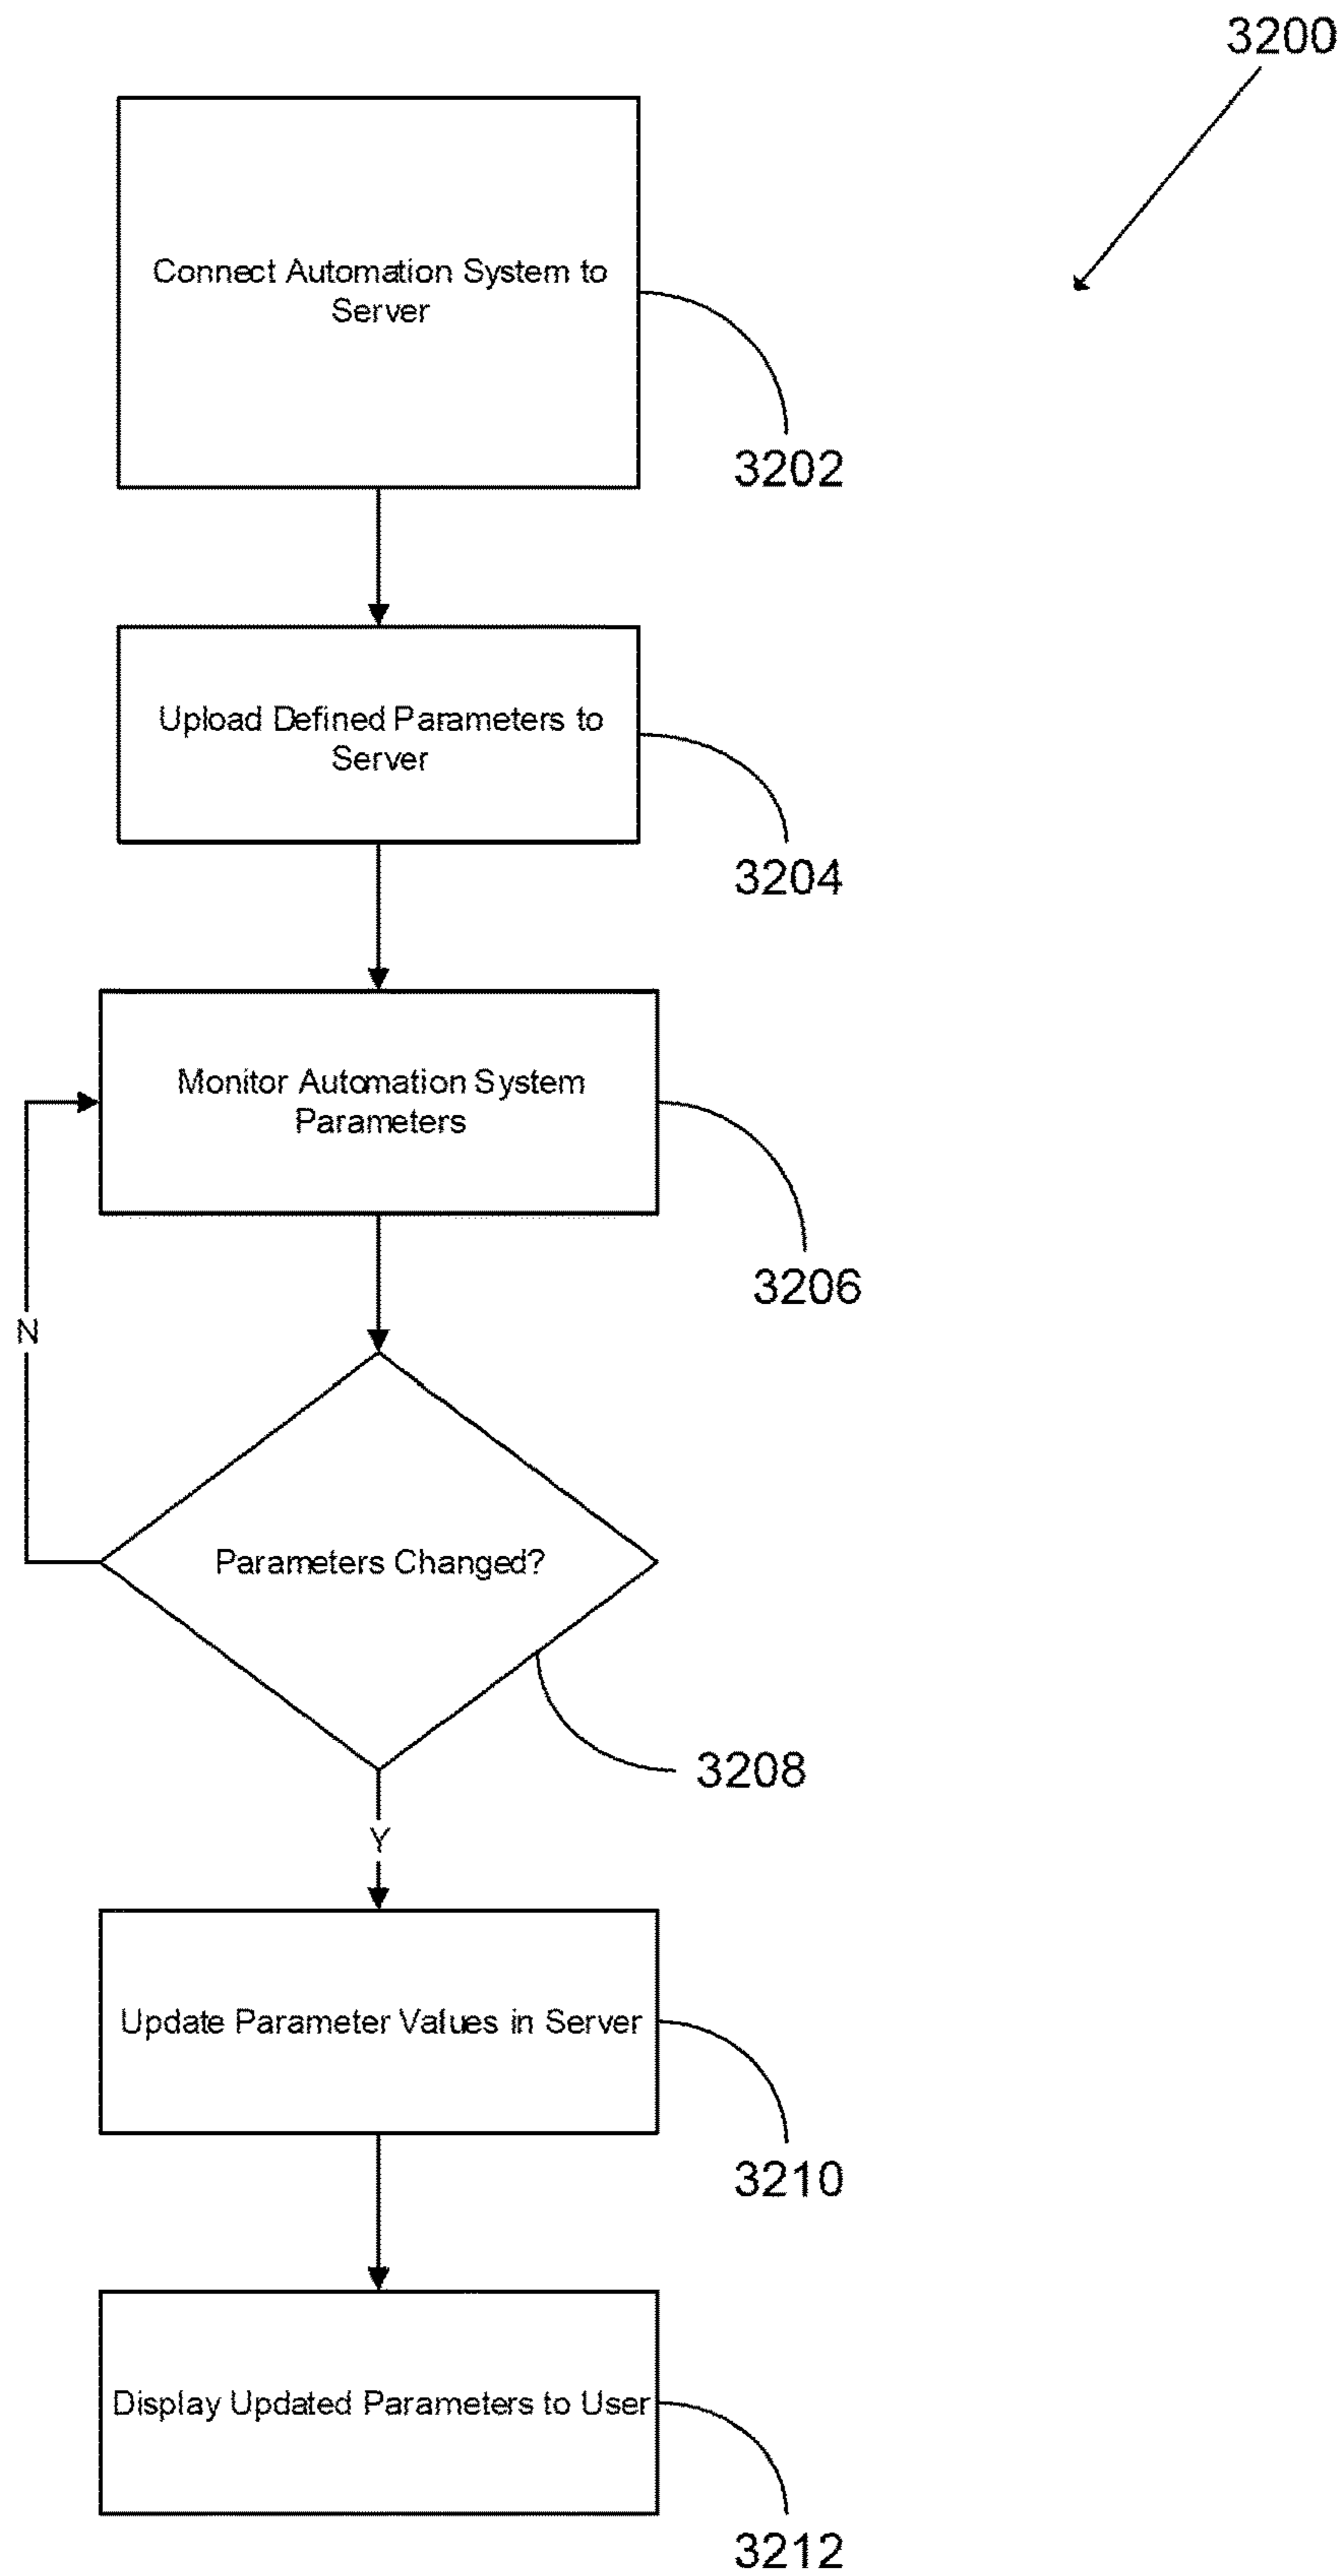 3200
Connect Automation System to
Server
3202
Upload Defined Parameters to
Server
3204
Monitor Automation System
Parameters
3206
N
Parameters Changed?
3208
Y
Update Parameter Values in Server
3210
Display Updated Parameters to User
3212